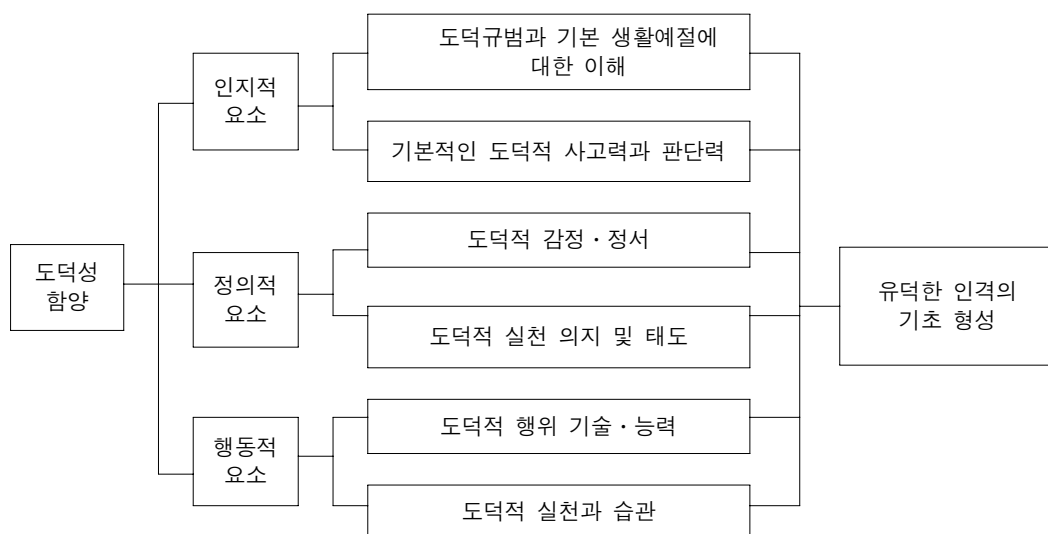 도덕성
함양
인지적
요소
도덕규범과 기본 생활예절에
대한 이해
기본적인 도덕적 사고력과 판단력
정의적
요소
도덕적 감정·정서
도덕적 실천 의지 및 태도
행동적
요소
도덕적 행위 기술·능력
도덕적 실천과 습관
유덕한 인격의
기초 형성